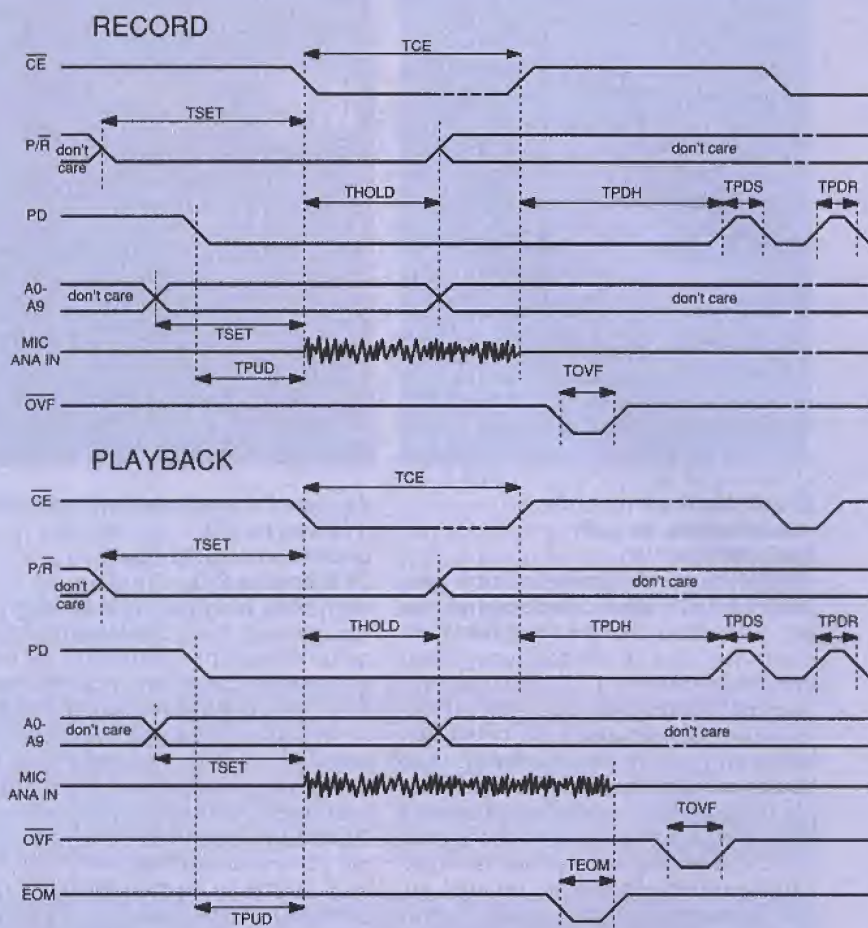 RECORD
TCE
CE
TSET
P/R
don't care
don't care
THOLD
TPDH
TPDS
TPDR
PD
A0-A9
don't care
don't care
TSET
MIC ANA IN
TPUD
TOVF
OVF
PLAYBACK
TCE
CE
TSET
P/R
don't care
don't care
THOLD
TPDH
TPDS
TPDR
PD
A0-A9
don't care
don't care
TSET
MIC ANA IN
TOVF
OVF
TEOM
EOM
TPUD